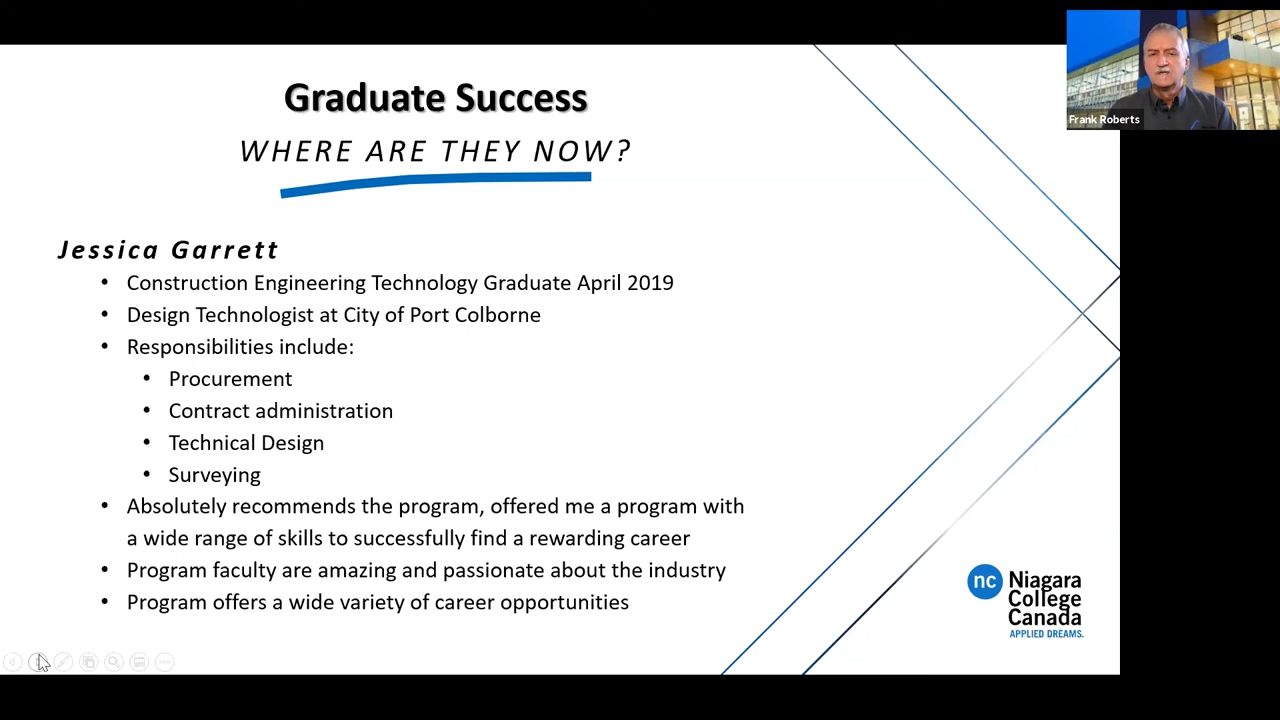 Graduate Success
WHERE ARE THEY NOW?
Frank Roberts
Jessica Garrett
• Construction Engineering Technology Graduate April 2019
• Design Technologist at City of Port Colborne
• Responsibilities include:
• Procurement
• Contract administration
• Technical Design
• Surveying
• Absolutely recommends the program, offered me a program with
a wide range of skills to successfully find a rewarding career
• Program faculty are amazing and passionate about the industry
• Program offers a wide variety of career opportunities
nc
Niagara
College
Canada
APPLIED DREAMS.